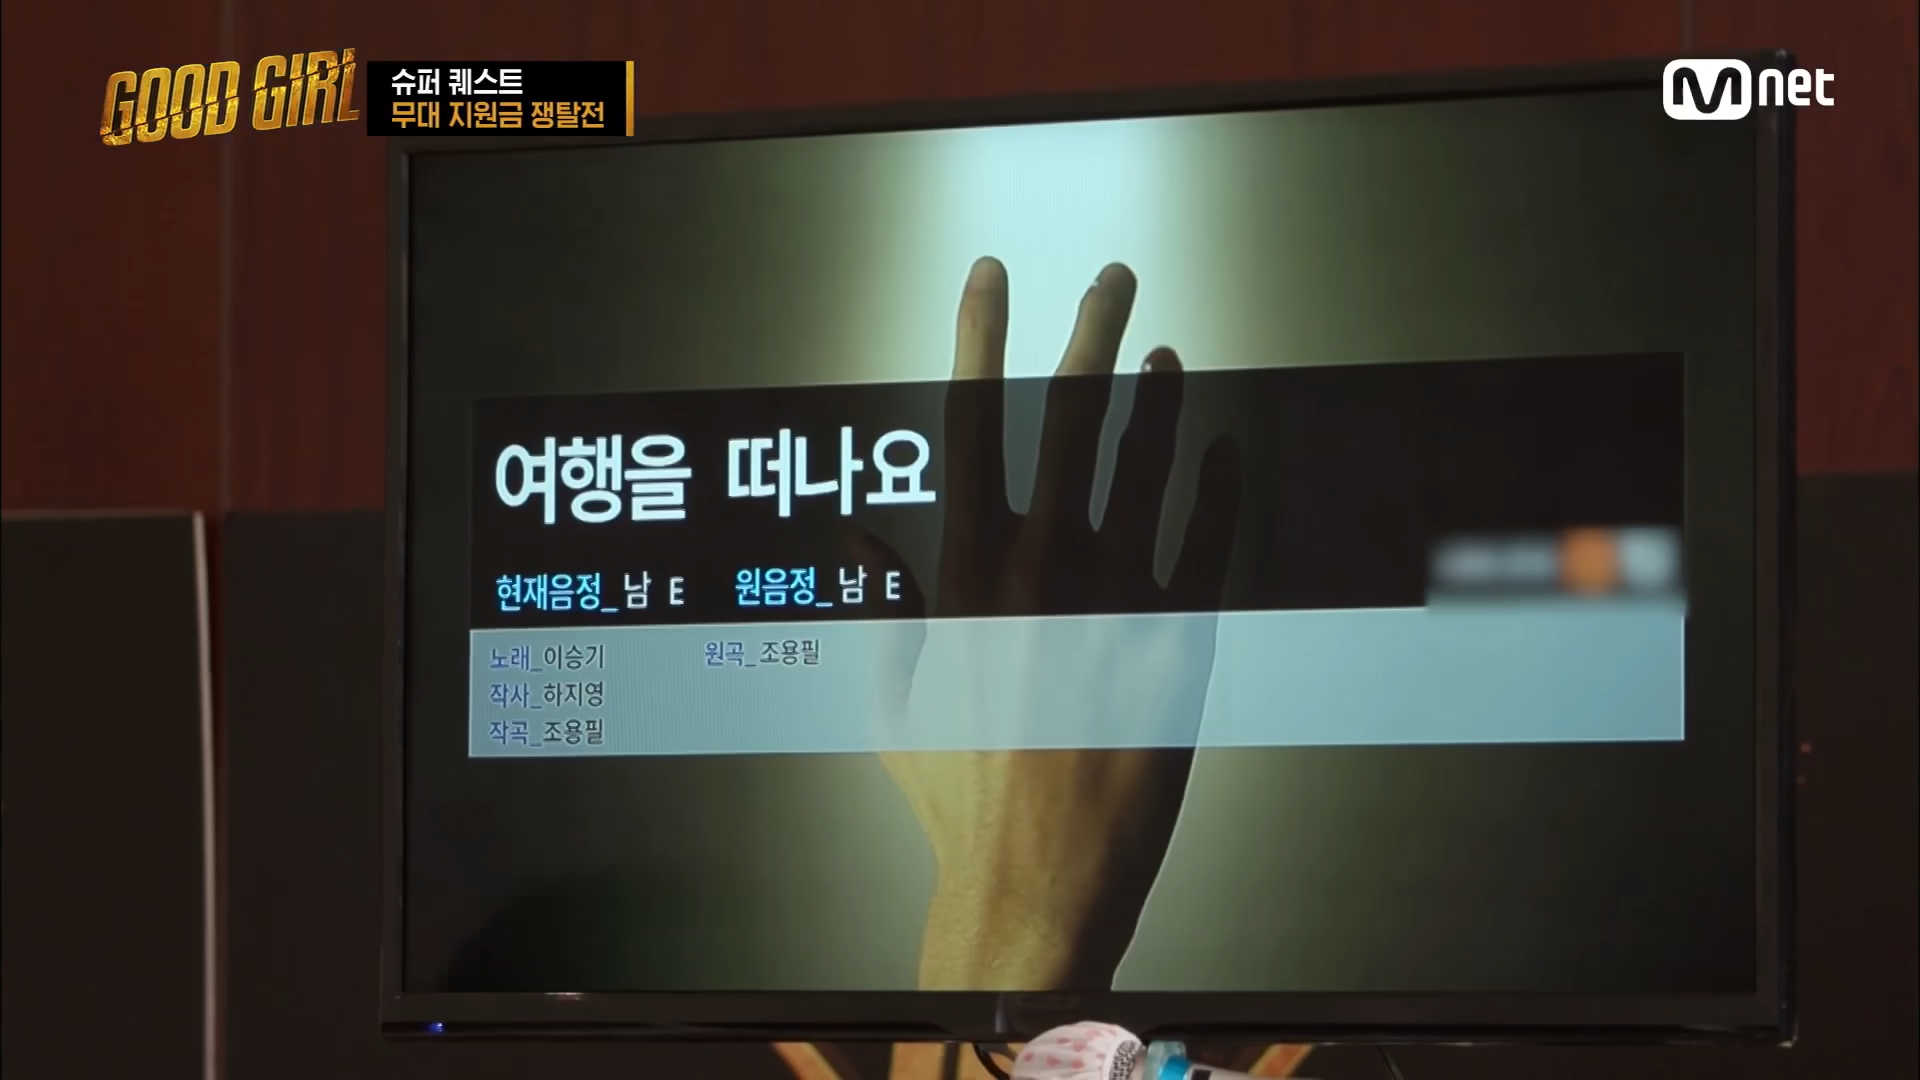 GOOD GIRL
슈퍼 퀘스트
무대 지원금 쟁탈전
Mnet
여행을 떠나요
현재음정_남 E 원음정_남 E
노래_이승기 원곡_조용필
작사_하지영
작곡_조용필